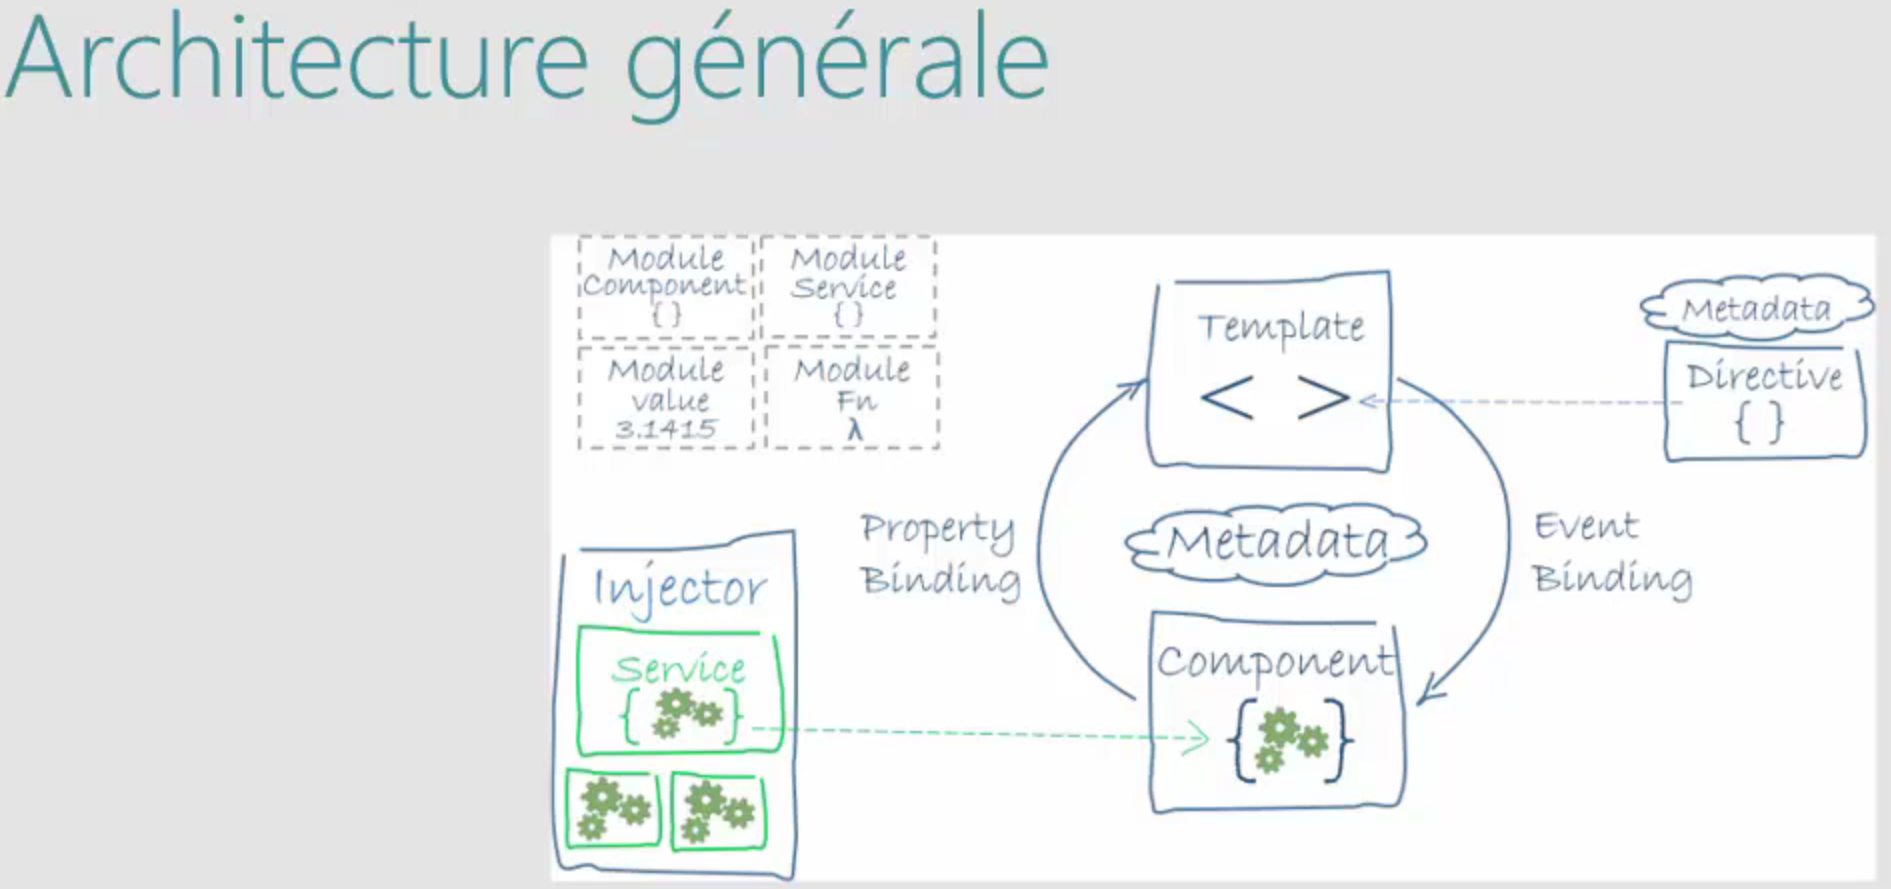 Architecture générale
Module
Component
{ }
Module
Service
{ }
Module
value
3.1415
Module
Fn
λ
Template
< >
Metadata
Directive
{ }
Property
Binding
Metadata
Event
Binding
Injector
Service
{ }
Component
{ }